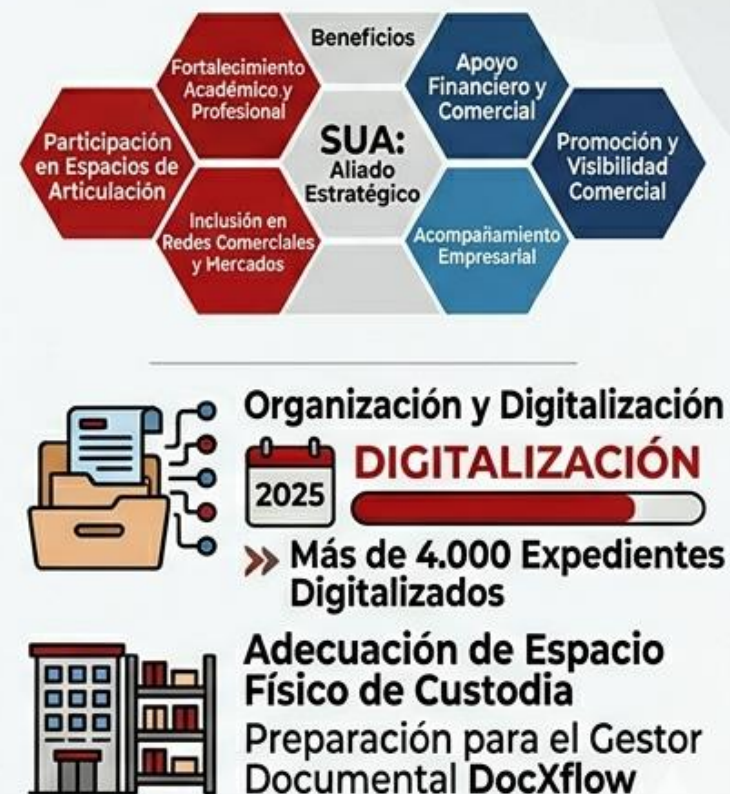 Beneficios
Fortalecimiento
Académico y
Profesional
Apoyo
Financiero y
Comercial
Participación
en Espacios de
Articulación
SUA:
Aliado
Estratégico
Promoción y
Visibilidad
Comercial
Inclusión en
Redes Comerciales
y Mercados
Acompañamiento
Empresarial
Organización y Digitalización
2025
DIGITALIZACIÓN
Más de 4.000 Expedientes
Digitalizados
Adecuación de Espacio
Físico de Custodia
Preparación para el Gestor
Documental DocXflow